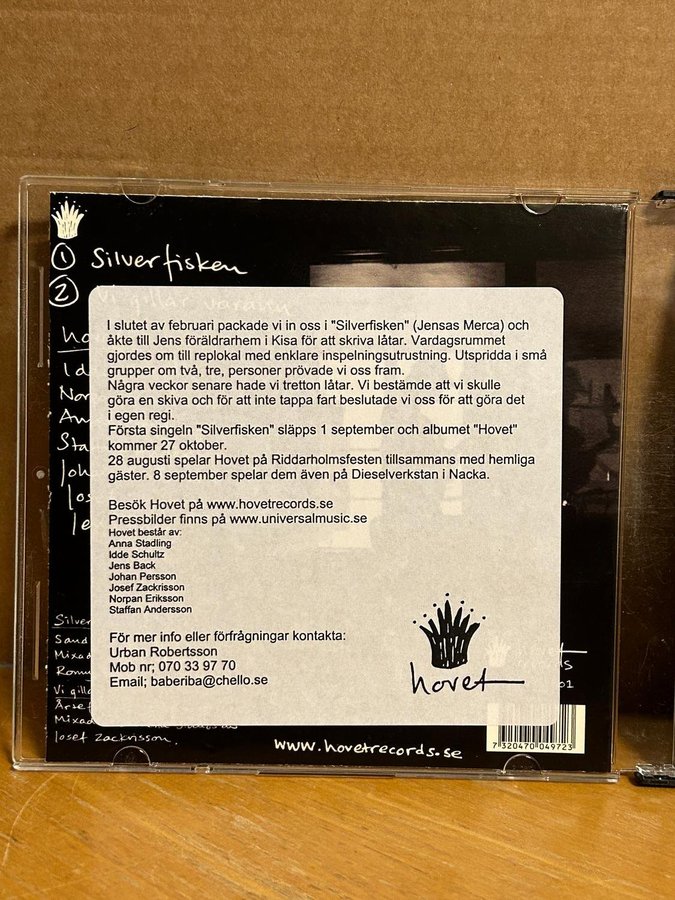 1 Silverfisken
2 Vi gillar varandra
I slutet av februari packade vi in oss i "Silverfisken" (Jensas Merca) och
åkte till Jens föräldrarhem i Kisa för att skriva låtar. Vardagsrummet
gjordes om till replokal med enklare inspelningsutrustning. Utspridda i små
grupper om två, tre, personer prövade vi oss fram.
Några veckor senare hade vi tretton låtar. Vi bestämde att vi skulle
göra en skiva och för att inte tappa fart beslutade vi oss för att göra det
i egen regi.
Första singeln "Silverfisken" släpps 1 september och albumet "Hovet"
kommer 27 oktober.
28 augusti spelar Hovet på Riddarholmsfesten tillsammans med hemliga
gäster. 8 september spelar dem även på Dieselverkstan i Nacka.
Besök Hovet på www.hovetrecords.se
Pressbilder finns på www.universalmusic.se
Hovet består av:
Anna Stadling
Idde Schultz
Jens Back
Johan Persson
Josef Zackrisson
Norpan Eriksson
Staffan Andersson
För mer info eller förfrågningar kontakta:
Urban Robertsson
Mob nr; 070 33 97 70
Email; baberiba@chello.se
hovet
Josef Zackrisson.
www.hovetrecords.se
7 320470 049723